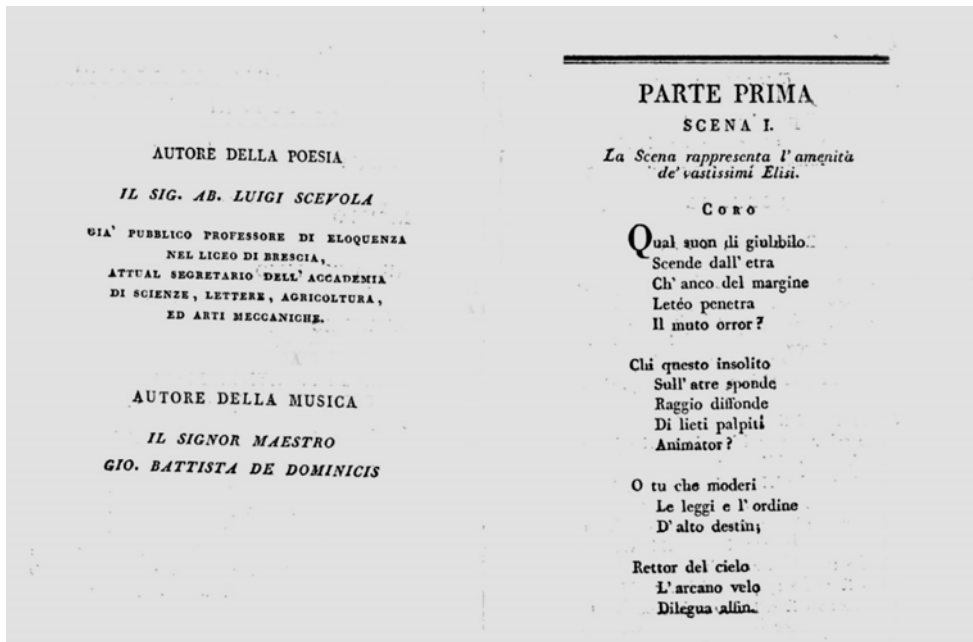 AUTORE DELLA POESIA
IL SIG. AB. LUIGI SCEVOLA
GIA' PUBBLICO PROFESSORE DI ELOQUENZA
NEL LICEO DI BRESCIA,
ATTUAL SEGRETARIO DELL' ACCADEMIA
DI SCIENZE, LETTERE, AGRICOLTURA,
ED ARTI MECCANICHE.
AUTORE DELLA MUSICA
IL SIGNOR MAESTRO
GIO. BATTISTA DE DOMINICIS
PARTE PRIMA
SCENA I.
La Scena rappresenta l' amenità
de' vastissimi Elisi.
CORO
Qual suon di giubbilo
Scende dall' etra
Ch' anco del margine
Letéo penetra
Il muto orror?
Chi questo insolito
Sull' atre sponde
Raggio diffonde
Di lieti palpiti
Animator?
O tu che moderi
Le leggi e l' ordine
D' alto destin;
Rettor del cielo
L' arcano velo
Dilegua alfin.